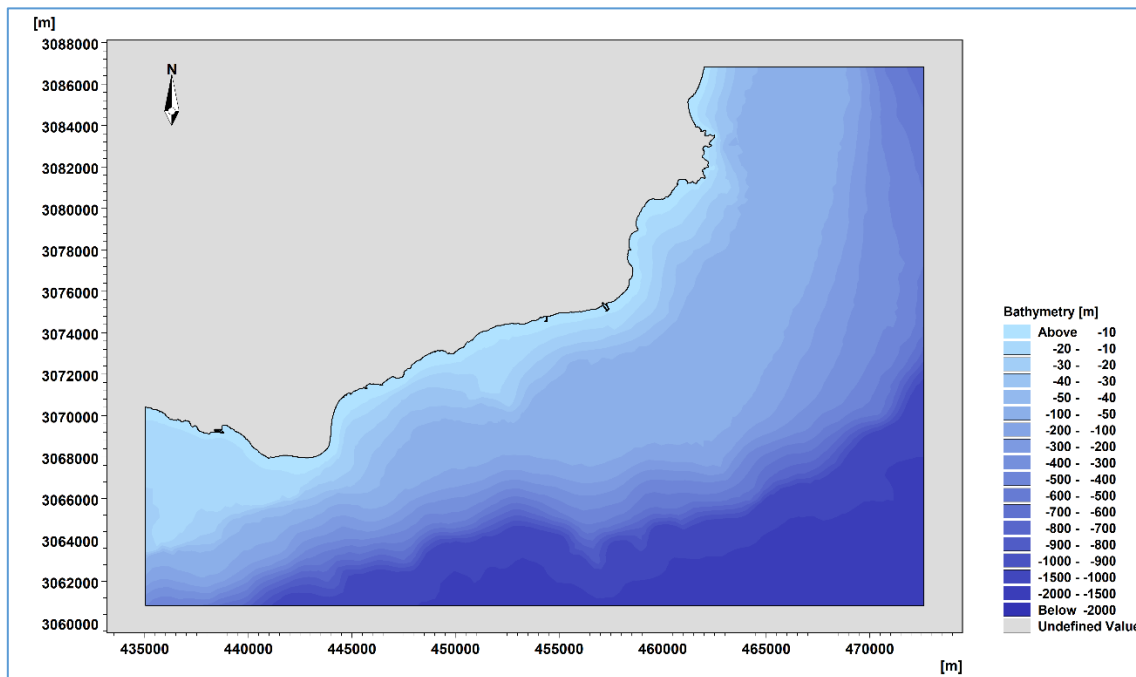 [m]
3088000
N
3086000
3084000
3082000
3080000
3078000
3076000
3074000
3072000
3070000
3068000
3066000
3064000
3062000
3060000
435000 440000 445000 450000 455000 460000 465000 470000
[m]
Bathymetry [m]
Above -10
-20 - -10
-30 - -20
-40 - -30
-50 - -40
-100 - -50
-200 - -100
-300 - -200
-400 - -300
-500 - -400
-600 - -500
-700 - -600
-800 - -700
-900 - -800
-1000 - -900
-1500 - -1000
-2000 - -1500
Below -2000
Undefined Value